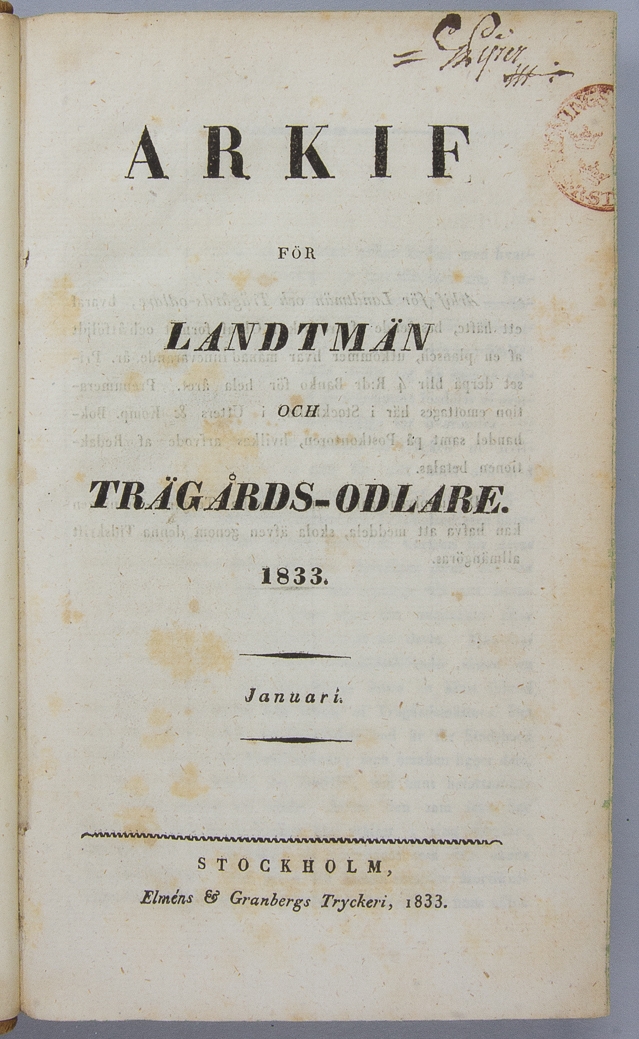 ARKIF
FÖR
LANDTMÄN
OCH
TRÄGÅRDS-ODLARE.
1833.
Januari.
STOCKHOLM,
Elméns & Granbergs Tryckeri, 1833.